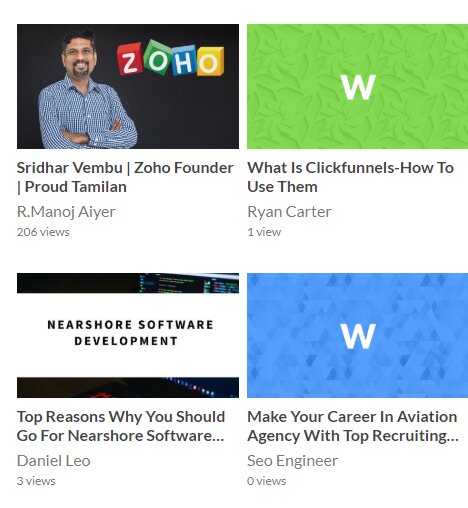 ZOHO
Sridhar Vembu | Zoho Founder
| Proud Tamilan
R.Manoj Aiyer
206 views
W
What Is Clickfunnels-How To
Use Them
Ryan Carter
1 view
NEARSHORE SOFTWARE
DEVELOPMENT
Top Reasons Why You Should
Go For Nearshore Software...
Daniel Leo
3 views
W
Make Your Career In Aviation
Agency With Top Recruiting...
Seo Engineer
0 views